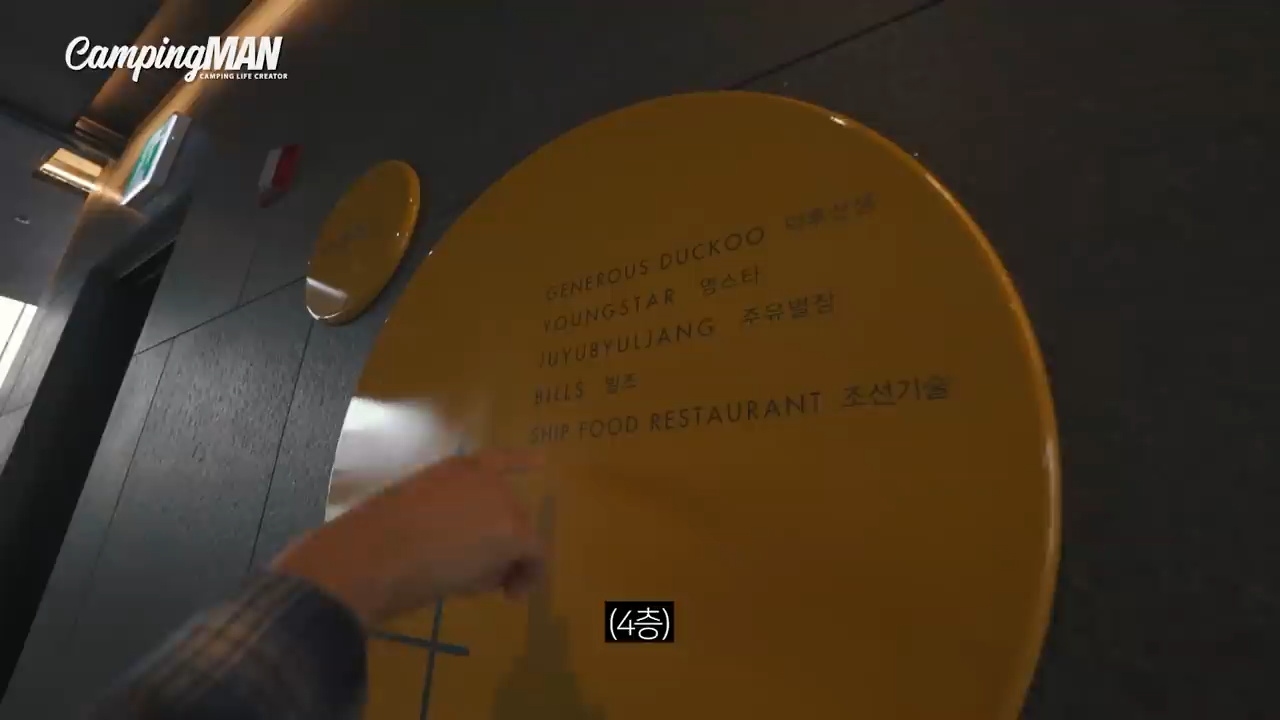 CampingMAN
CAMPING LIFE CREATOR
GENEROUS DUCKOO
YOUNGSTAR 영스타
JUYUBYULJANG 주유별장
BILLS 빌즈
SHIP FOOD RESTAURANT 조선기술
(4층)